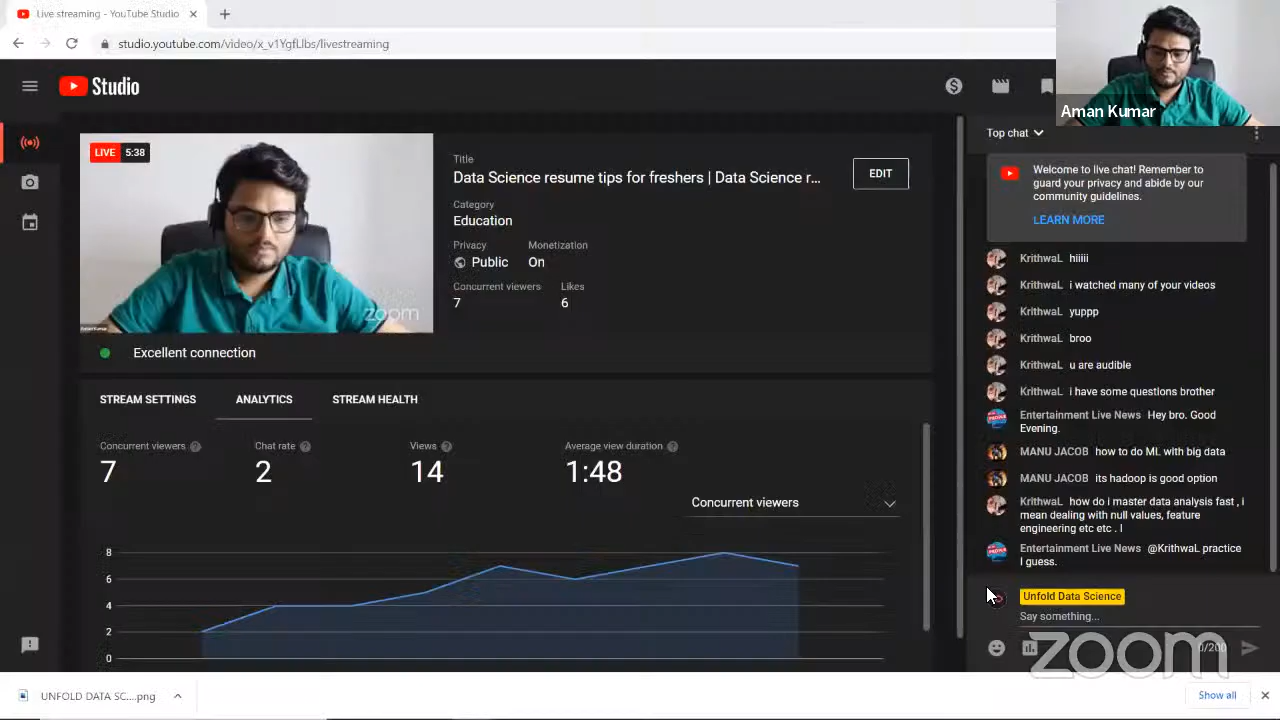 Live streaming - YouTube Studio
studio.youtube.com/video/x_v1YgfLlbs/livestreaming
Studio
Aman Kumar
LIVE 5:38
zoom
Aman Kumar
Title
Data Science resume tips for freshers | Data Science r...
EDIT
Category
Education
Privacy
Monetization
Public
On
Concurrent viewers
Likes
7
6
Excellent connection
STREAM SETTINGS
ANALYTICS
STREAM HEALTH
Concurrent viewers
Chat rate
Views
Average view duration
7
2
14
1:48
Concurrent viewers
8
6
4
2
0
Top chat
Welcome to live chat! Remember to
guard your privacy and abide by our
community guidelines.
LEARN MORE
KrithwaL hiiiii
KrithwaL i watched many of your videos
KrithwaL yuppp
KrithwaL broo
KrithwaL u are audible
KrithwaL i have some questions brother
Entertainment Live News Hey bro. Good
Evening.
MANU JACOB how to do ML with big data
MANU JACOB its hadoop is good option
KrithwaL how do i master data analysis fast , i
mean dealing with null values, feature
engineering etc etc . I
Entertainment Live News @KrithwaL practice
I guess.
Unfold Data Science
Say something...
0/200
zoom
UNFOLD DATA SC....png
Show all